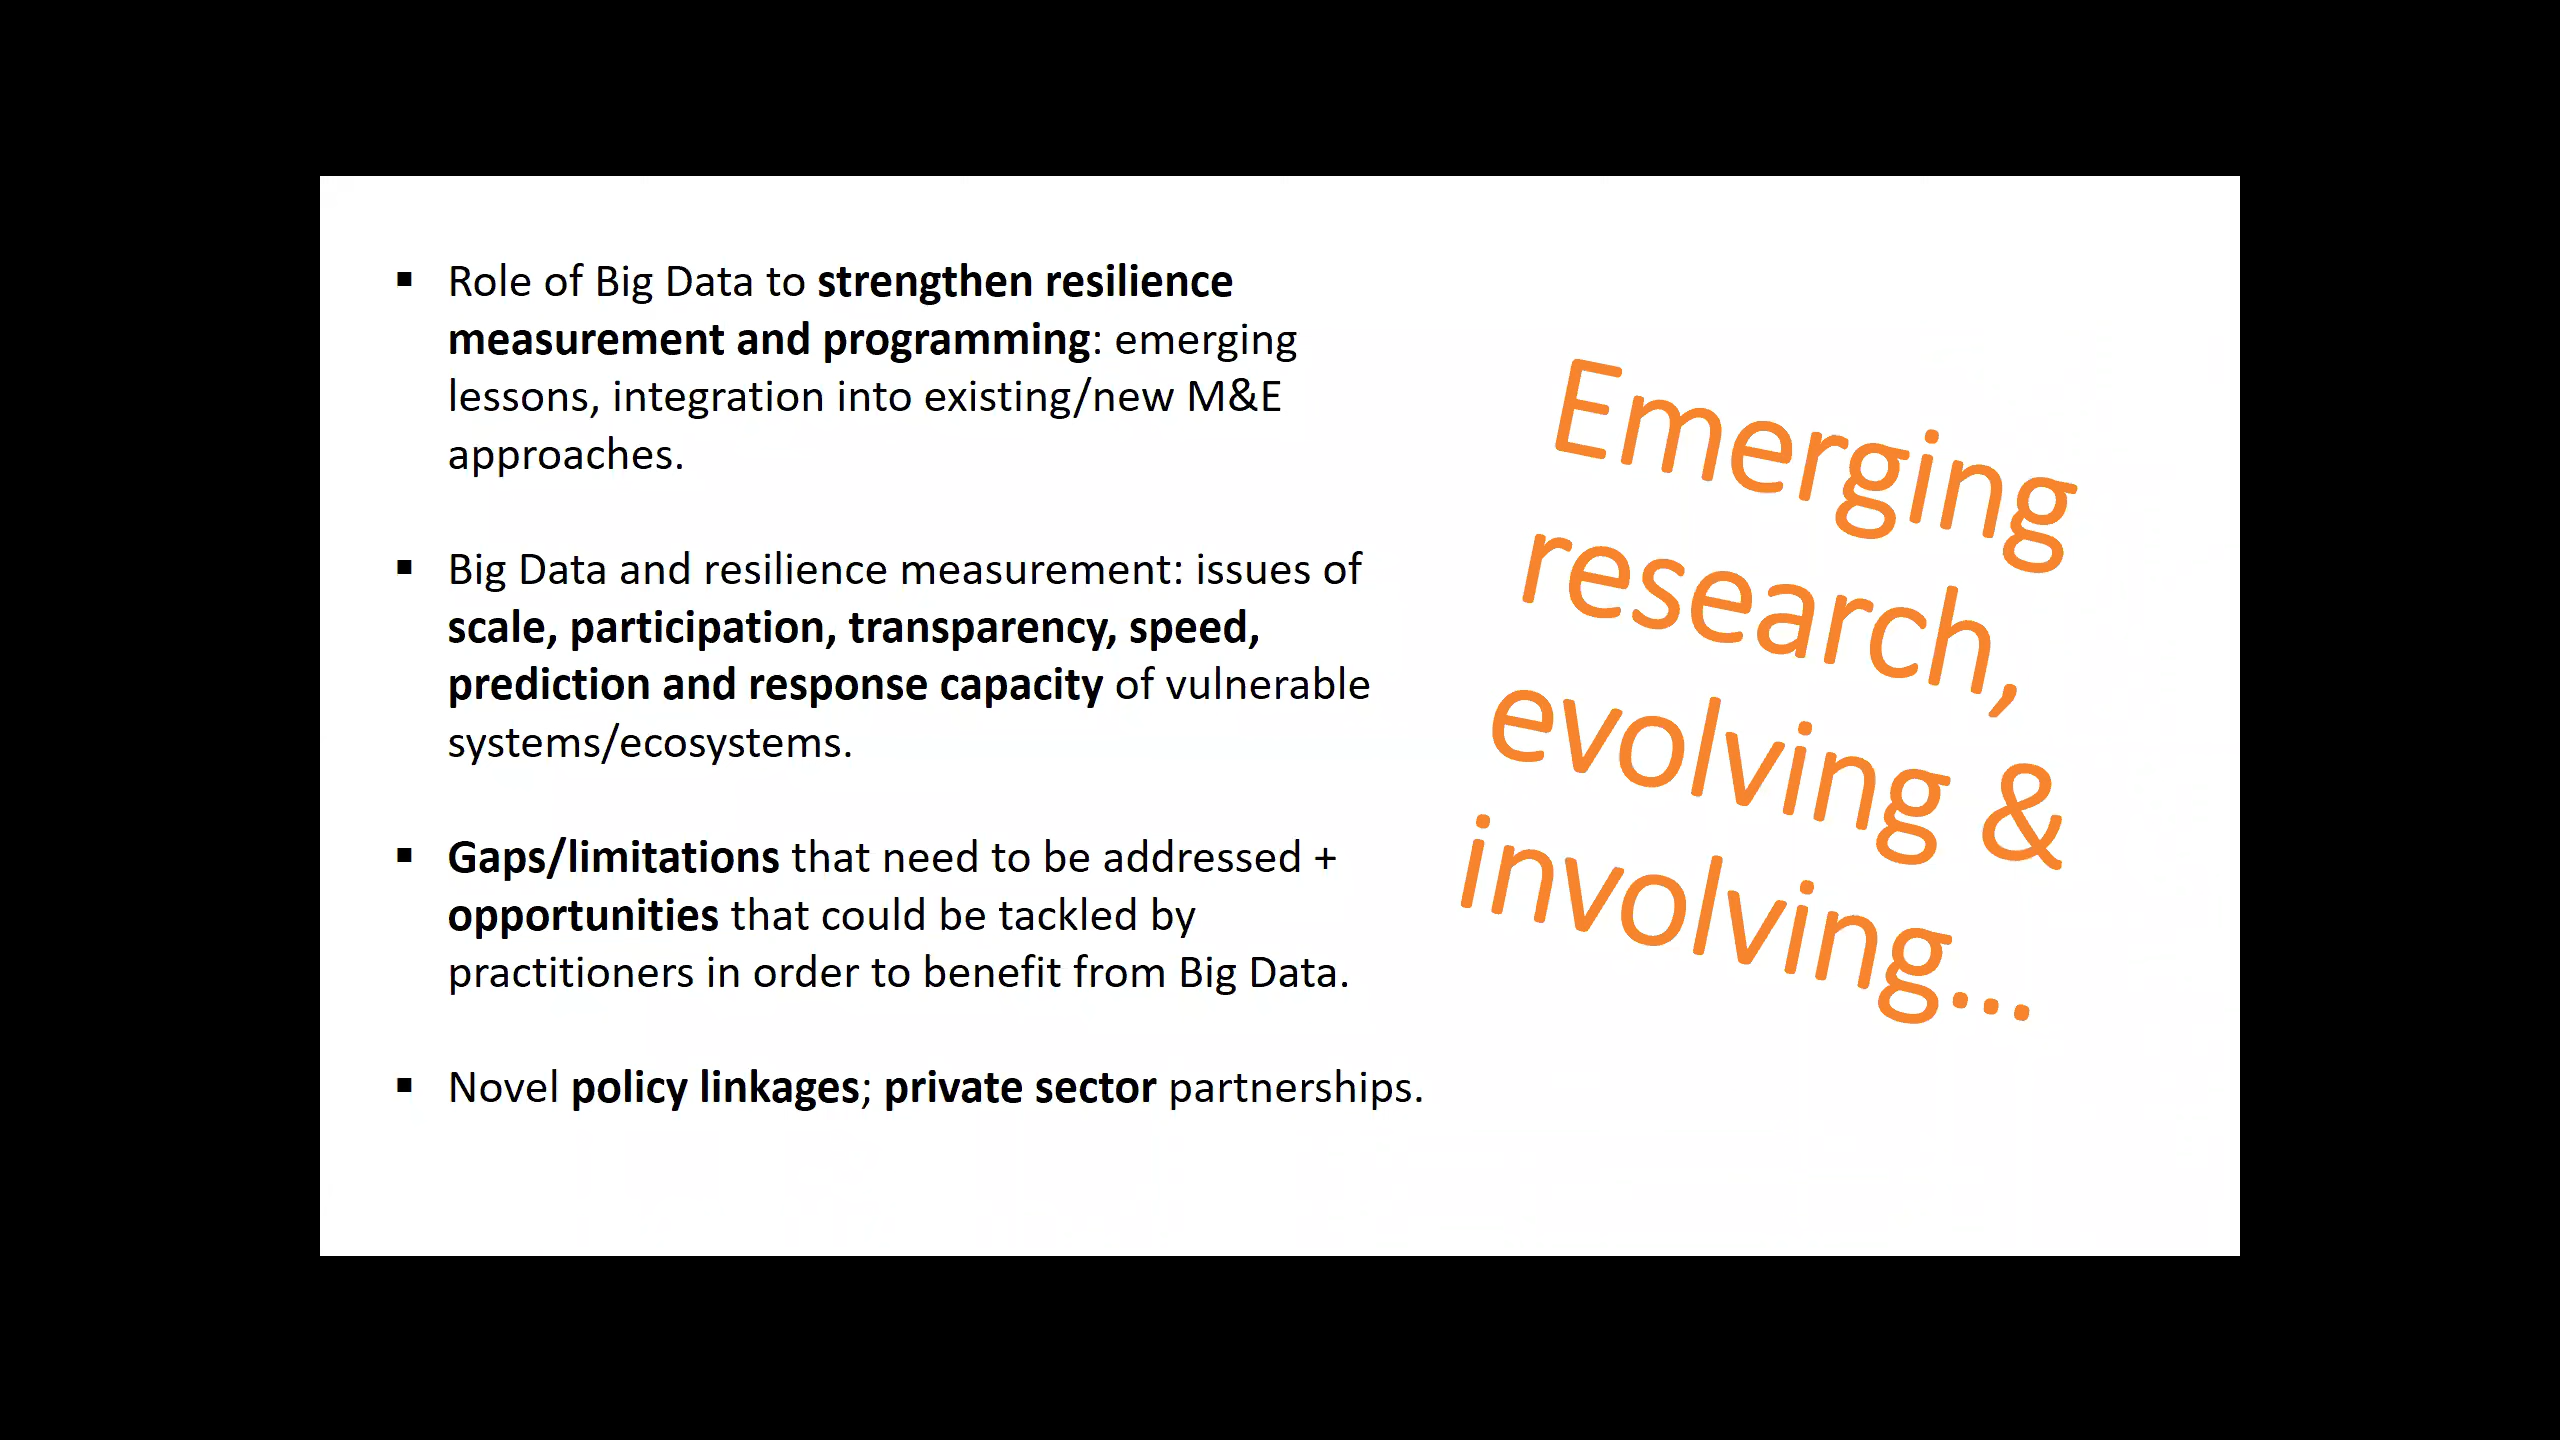 ▪ Role of Big Data to strengthen resilience
measurement and programming: emerging
lessons, integration into existing/new M&E
approaches.
▪ Big Data and resilience measurement: issues of
scale, participation, transparency, speed,
prediction and response capacity of vulnerable
systems/ecosystems.
▪ Gaps/limitations that need to be addressed +
opportunities that could be tackled by
practitioners in order to benefit from Big Data.
▪ Novel policy linkages; private sector partnerships.
Emerging
research,
evolving &
involving...